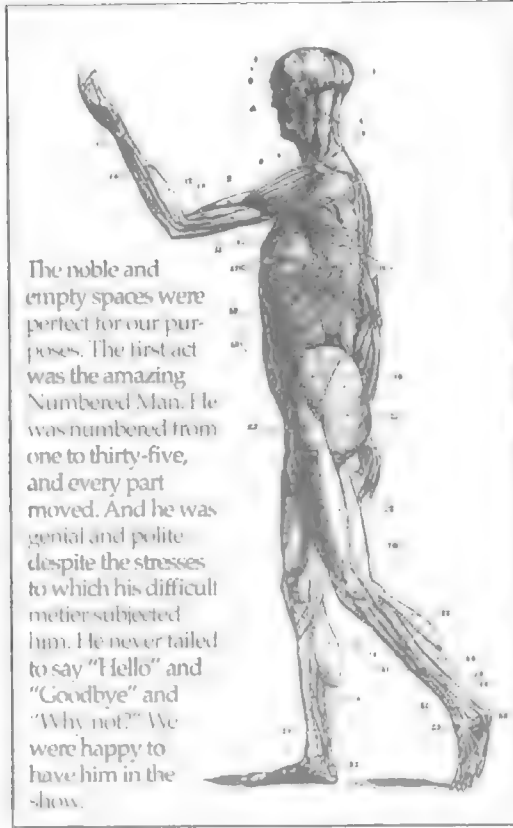 The noble and
empty spaces were
perfect for our pur-
poses. The first act
was the amazing
Numbered Man. He
was numbered from
one to thirty-five,
and every part
moved. And he was
genial and polite
despite the stresses
to which his difficult
metier subjected
him. He never failed
to say "Hello" and
"Goodbye" and
"Why not?" We
were happy to
have him in the
show.